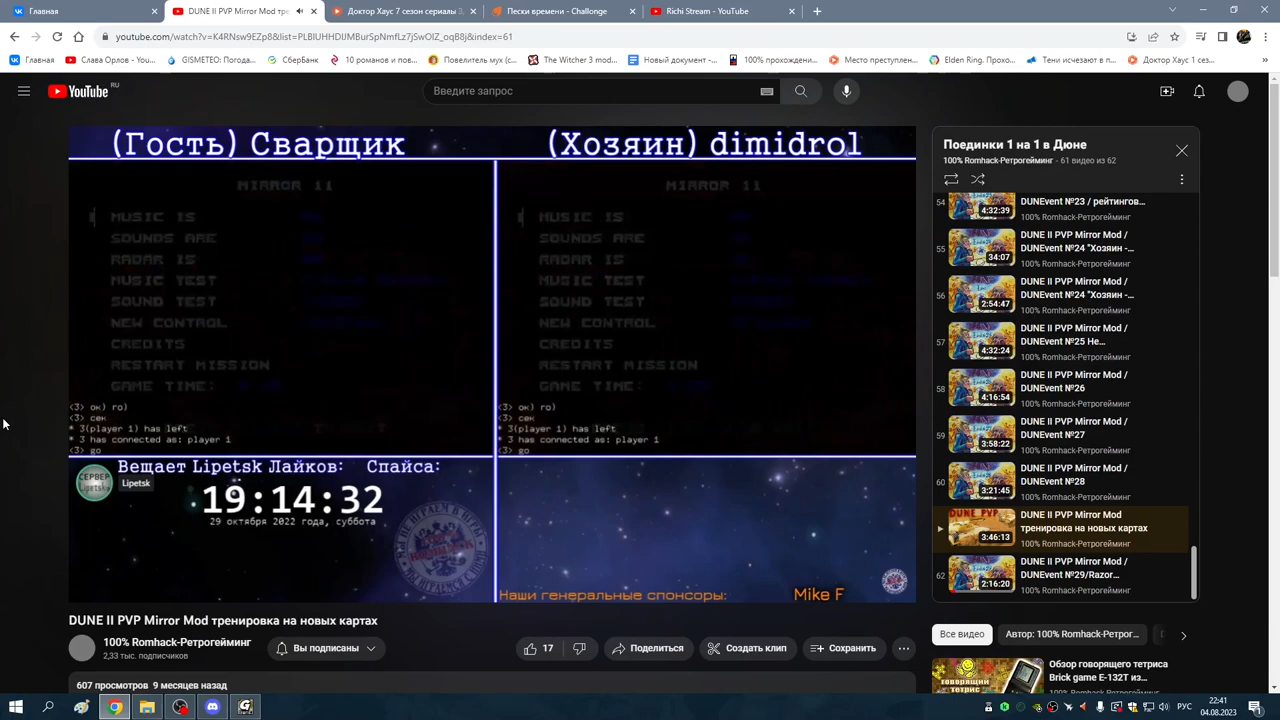 Главная
DUNE II PVP Mirror Mod тре
Доктор Хаус 7 сезон сериалы 3
Пески времени - Challonge
Richi Stream - YouTube
youtube.com/watch?v=K4RNsw9EZp8&list=PLBIUHHDIJMBurSpNmfLz7jSwOIZ_oqB8j&index=61
Главная
Слава Орлов - You...
GISMETEO: Погода...
СберБанк
10 романов и пов...
Повелитель мух (с...
The Witcher 3 mod...
Новый документ -...
100% прохождени...
Место преступлен...
Elden Ring. Прохо...
Тени исчезают в п...
Доктор Хаус 1 сез...
»
YouTube RU
Введите запрос
(Гость) Сварщик
(Хозяин) dimidrol
MIRROR 11
MUSIC IS
SOUNDS ARE
RADAR IS
MUSIC TEST
SOUND TEST
NEW CONTROL
CREDITS
RESTART MISSION
GAME TIME:
<3> ок) го)
<3> сек
* 3(player 1) has left
* 3 has connected as: player 1
<3> go
MIRROR 11
MUSIC IS
SOUNDS ARE
RADAR IS
MUSIC TEST
SOUND TEST
NEW CONTROL
CREDITS
RESTART MISSION
GAME TIME:
<3> ок) го)
<3> сек
* 3(player 1) has left
* 3 has connected as: player 1
<3> go
Вещает Lipetsk Лайков: Спайса:
СЕРВЕР
Lipetsk
19:14:32
29 октября 2022 года, суббота
Наши генеральные спонсоры:
Mike F
DUNE II PVP Mirror Mod тренировка на новых картах
100% Romhack-Ретрогейминг
2,33 тыс. подписчиков
Вы подписаны
17
Поделиться
Создать клип
Сохранить
607 просмотров 9 месяцев назад
Поединки 1 на 1 в Дюне
100% Romhack-Ретрогейминг - 61 видео из 62
54
4:32:39
DUNEvent №23 / рейтингов...
100% Romhack-Ретрогейминг
55
34:07
DUNE II PVP Mirror Mod /
DUNEvent №24 "Хозяин -...
100% Romhack-Ретрогейминг
56
2:54:47
DUNE II PVP Mirror Mod /
DUNEvent №24 "Хозяин -...
100% Romhack-Ретрогейминг
57
4:32:24
DUNE II PVP Mirror Mod /
DUNEvent №25 Не...
100% Romhack-Ретрогейминг
58
4:16:54
DUNE II PVP Mirror Mod /
DUNEvent №26
100% Romhack-Ретрогейминг
59
3:58:22
DUNE II PVP Mirror Mod /
DUNEvent №27
100% Romhack-Ретрогейминг
60
3:21:45
DUNE II PVP Mirror Mod /
DUNEvent №28
100% Romhack-Ретрогейминг
DUNE PVP
3:46:13
DUNE II PVP Mirror Mod
тренировка на новых картах
100% Romhack-Ретрогейминг
62
2:16:20
DUNE II PVP Mirror Mod /
DUNEvent №29/Razor...
100% Romhack-Ретрогейминг
Все видео
Автор: 100% Romhack-Ретрог...
ГОВОРЯЩИЙ
ТЕТРИС
Обзор говорящего тетриса
Brick game E-132T из...
100% Romhack-Ретрогейминг
РУС
22:41
04.08.2023
1